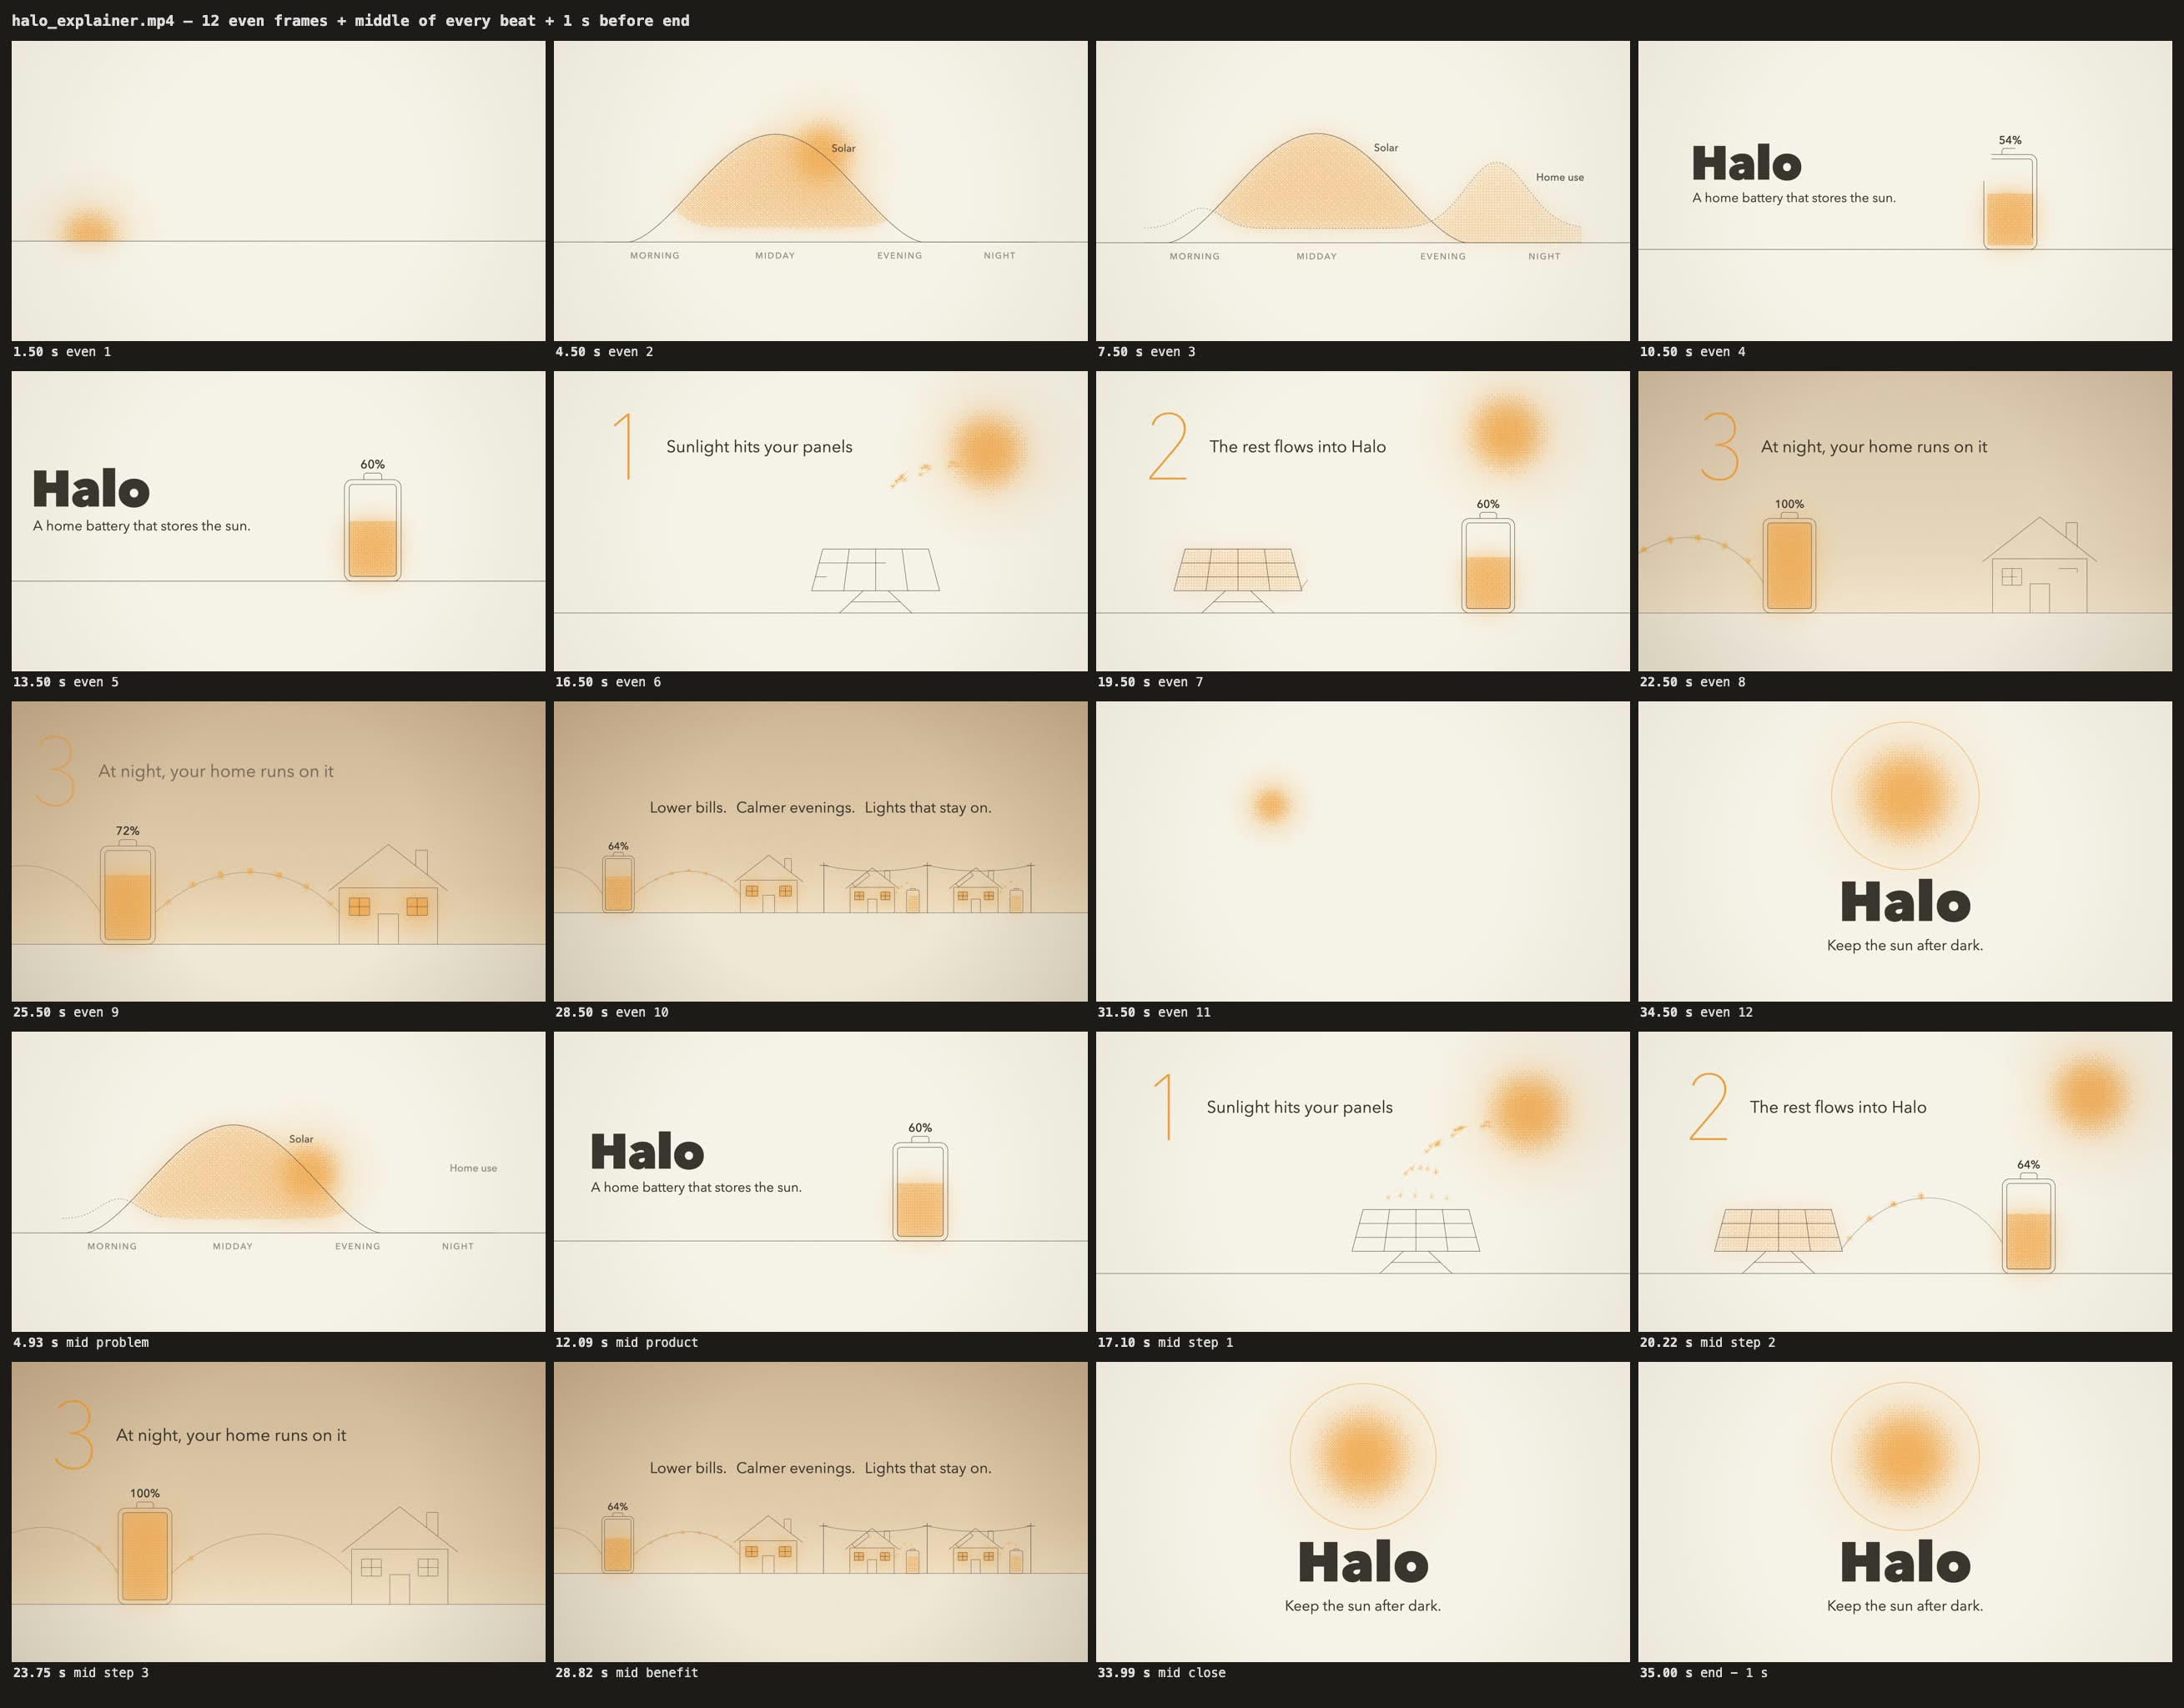 halo_explainer.mp4 — 12 even frames + middle of every beat + 1 s before end
Solar
MORNING MIDDAY EVENING NIGHT
Solar
Home use
MORNING MIDDAY EVENING NIGHT
54%
Halo
A home battery that stores the sun.
1.50 s even 1
4.50 s even 2
7.50 s even 3
10.50 s even 4
60%
Halo
A home battery that stores the sun.
1 Sunlight hits your panels
2 The rest flows into Halo
60%
3 At night, your home runs on it
100%
13.50 s even 5
16.50 s even 6
19.50 s even 7
22.50 s even 8
3 At night, your home runs on it
72%
Lower bills. Calmer evenings. Lights that stay on.
64%
Halo
Keep the sun after dark.
25.50 s even 9
28.50 s even 10
31.50 s even 11
34.50 s even 12
Solar
Home use
MORNING MIDDAY EVENING NIGHT
60%
Halo
A home battery that stores the sun.
1 Sunlight hits your panels
2 The rest flows into Halo
64%
4.93 s mid problem
12.09 s mid product
17.10 s mid step 1
20.22 s mid step 2
3 At night, your home runs on it
100%
Lower bills. Calmer evenings. Lights that stay on.
64%
Halo
Keep the sun after dark.
Halo
Keep the sun after dark.
23.75 s mid step 3
28.82 s mid benefit
33.99 s mid close
35.00 s end – 1 s